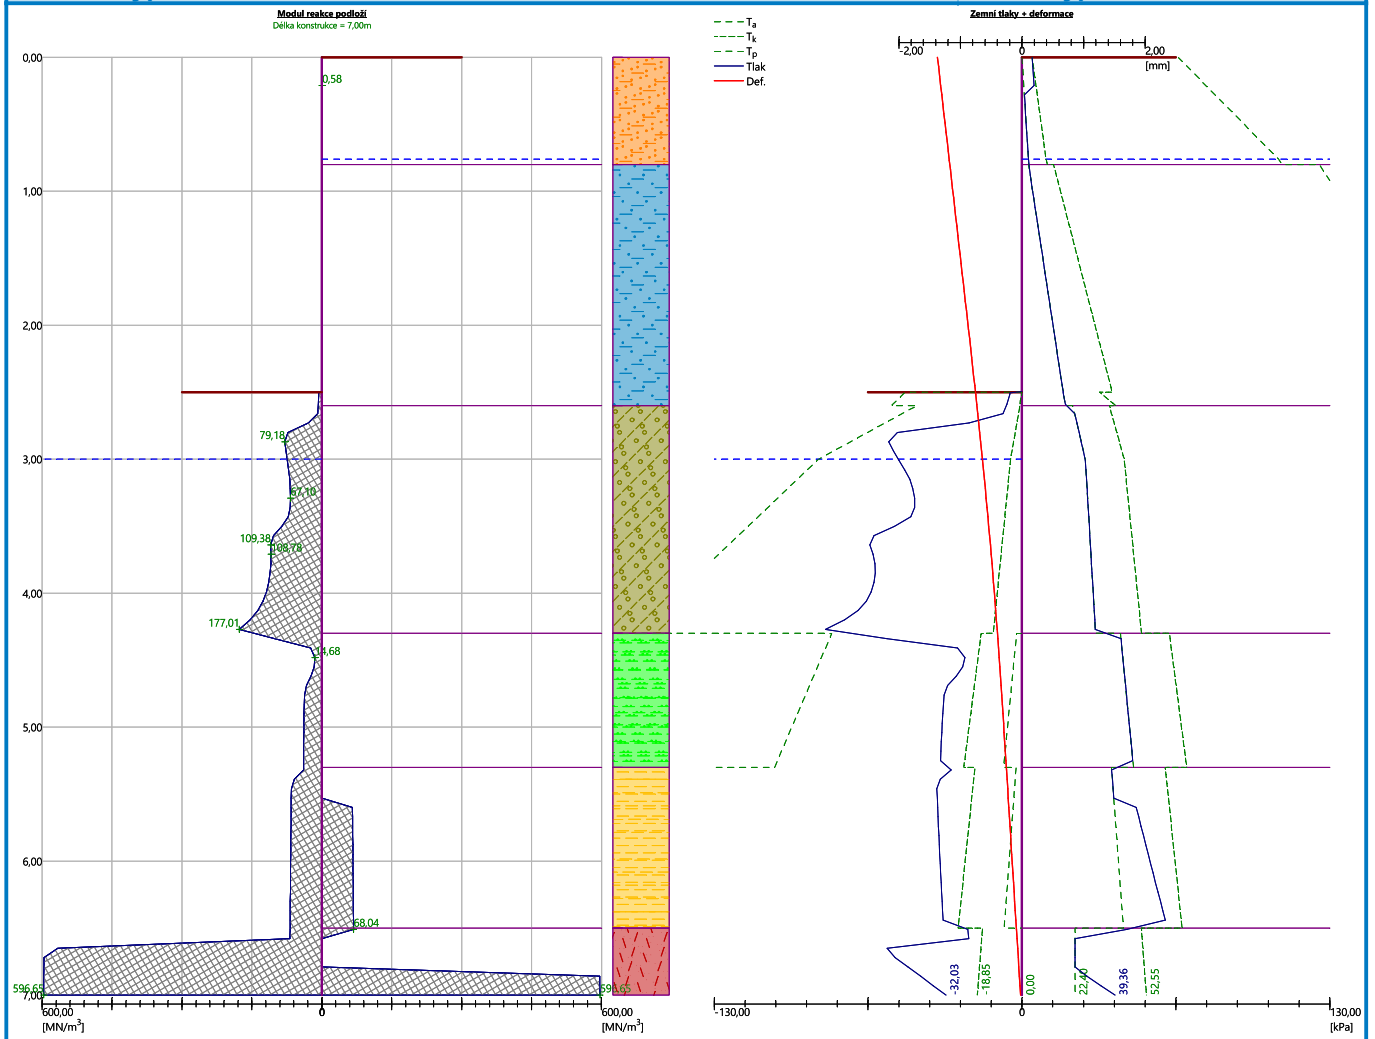 Modul reakce podloží
Délka konstrukce = 7,00m
Zemní tlaky + deformace
Ta
Tk
Tp
Tlak
Def.
-2,00
0
2,00
[mm]
0,00
1,00
2,00
3,00
4,00
5,00
6,00
7,00
0,58
79,18
67,10
109,38
108,78
177,01
14,68
68,04
596,65
600,00
0
600,00
[MN/m³]
[MN/m³]
-32,03
-18,85
0,00
22,40
39,36
52,55
-130,00
0
130,00
[kPa]